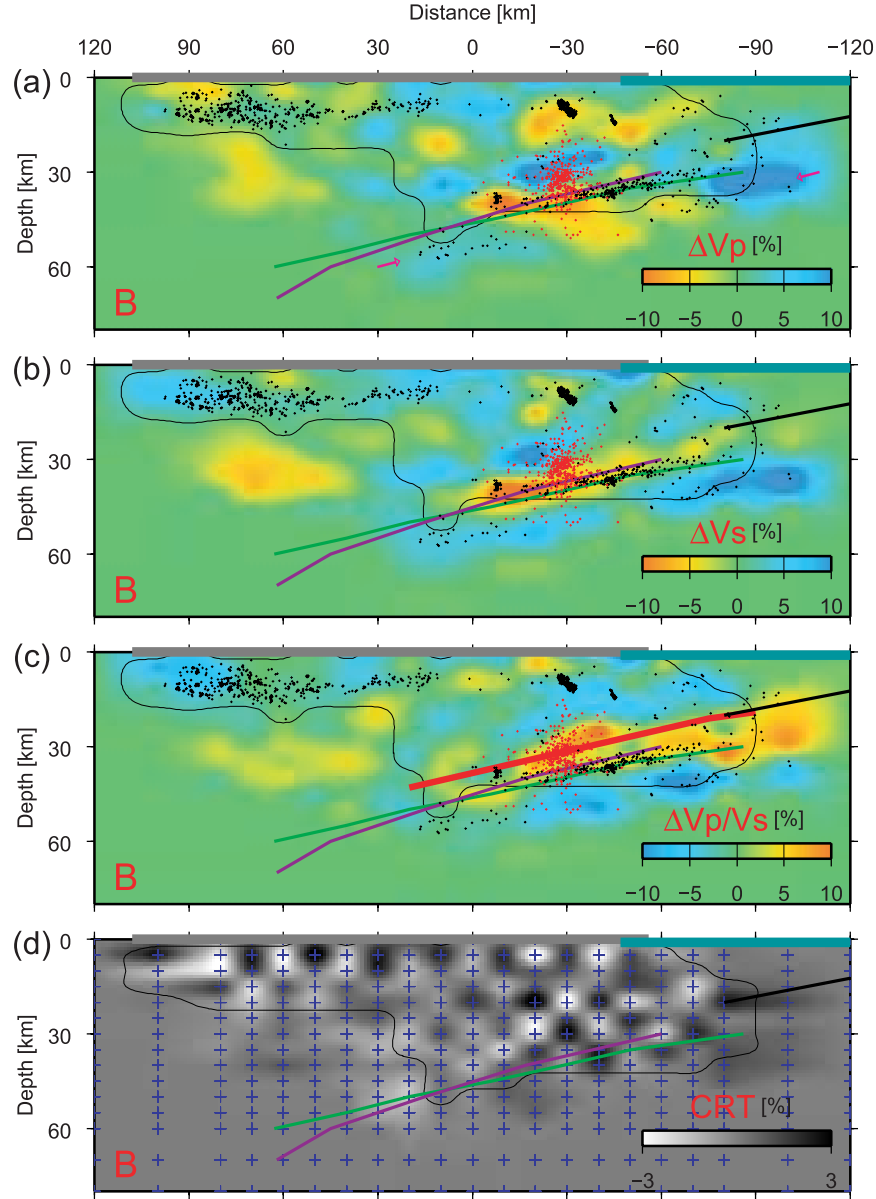 Distance [km]
120 90 60 30 0 −30 −60 −90 −120
(a)
0
30
60
Depth [km]
B
ΔVp [%]
−10 −5 0 5 10
(b)
0
30
60
Depth [km]
B
ΔVs [%]
−10 −5 0 5 10
(c)
0
30
60
Depth [km]
B
ΔVp/Vs [%]
−10 −5 0 5 10
(d)
0
30
60
Depth [km]
B
CRT [%]
−3 3